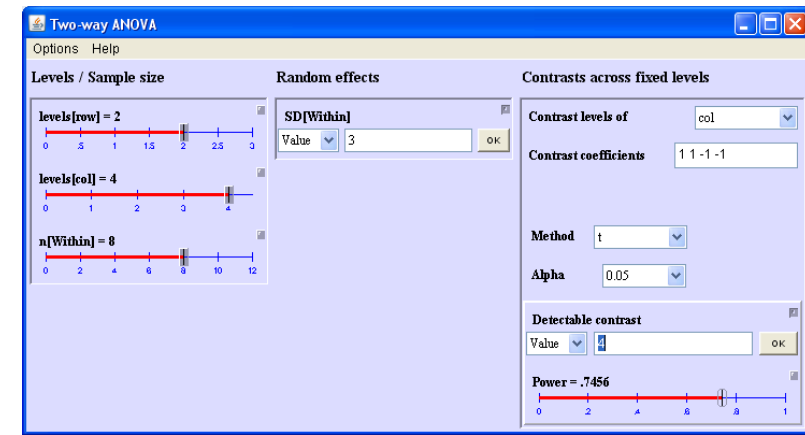 Two-way ANOVA
Options Help
Levels / Sample size
levels[row] = 2
0 .5 1 1.5 2 2.5 3
levels[col] = 4
0 1 2 3 4
n[Within] = 8
0 2 4 6 8 10 12
Random effects
SD[Within]
Value 3 OK
Contrasts across fixed levels
Contrast levels of col
Contrast coefficients 1 1 -1 -1
Method t
Alpha 0.05
Detectable contrast
Value 4 OK
Power = .7456
0 .2 .4 .6 .8 1